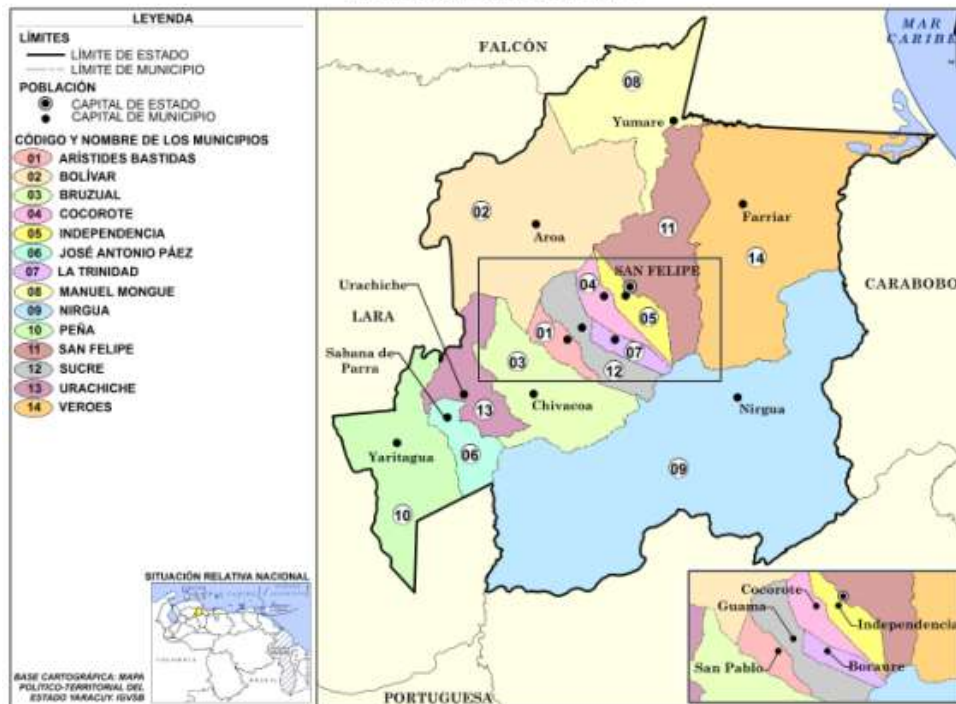 LEYENDA
LÍMITES
LÍMITE DE ESTADO
LÍMITE DE MUNICIPIO
POBLACIÓN
CAPITAL DE ESTADO
CAPITAL DE MUNICIPIO
CÓDIGO Y NOMBRE DE LOS MUNICIPIOS
01 ARÍSTIDES BASTIDAS
02 BOLÍVAR
03 BRUZUAL
04 COCOROTE
05 INDEPENDENCIA
06 JOSÉ ANTONIO PÁEZ
07 LA TRINIDAD
08 MANUEL MONGUE
09 NIRGUA
10 PEÑA
11 SAN FELIPE
12 SUCRE
13 URACHICHE
14 VEROES
SITUACIÓN RELATIVA NACIONAL
BASE CARTOGRÁFICA: MAPA
POLÍTICO-TERRITORIAL DEL
ESTADO YARACUY. IGVSB
MAR
CARIBE
FALCÓN
08
Yumare
02
Aroa
11
Farriar
14
SAN FELIPE
CARABOBO
Urachiche
04
05
LARA
01
07
Sabana de
Parra
03
12
Chivacoa
Nirgua
13
Yaritagua
06
09
10
Cocorote
Guama
Independencia
San Pablo
Boraure
PORTUGUESA